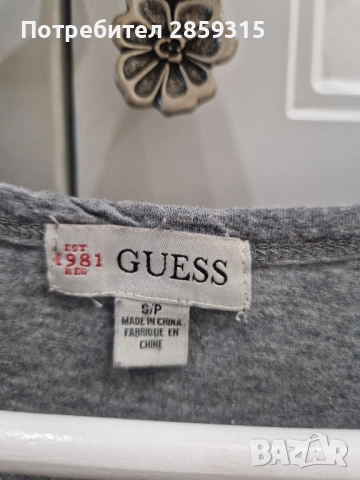 Потребител 2859315
EST
1981
REG
GUESS
S/P
MADE IN CHINA
FABRIQUE EN
CHINE
BAZAR